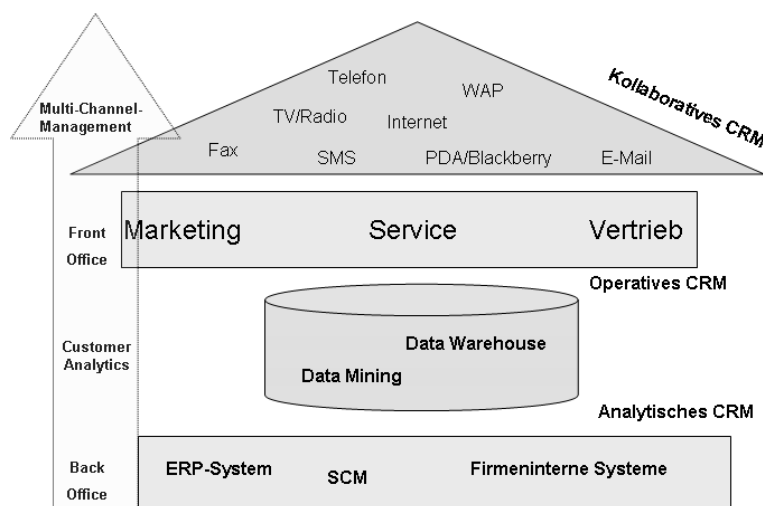 Telefon
WAP
Kollaboratives CRM
Multi-Channel-
Management
TV/Radio
Internet
Fax
SMS
PDA/Blackberry
E-Mail
Front
Office
Marketing
Service
Vertrieb
Operatives CRM
Customer
Analytics
Data Warehouse
Data Mining
Analytisches CRM
Back
Office
ERP-System
SCM
Firmeninterne Systeme